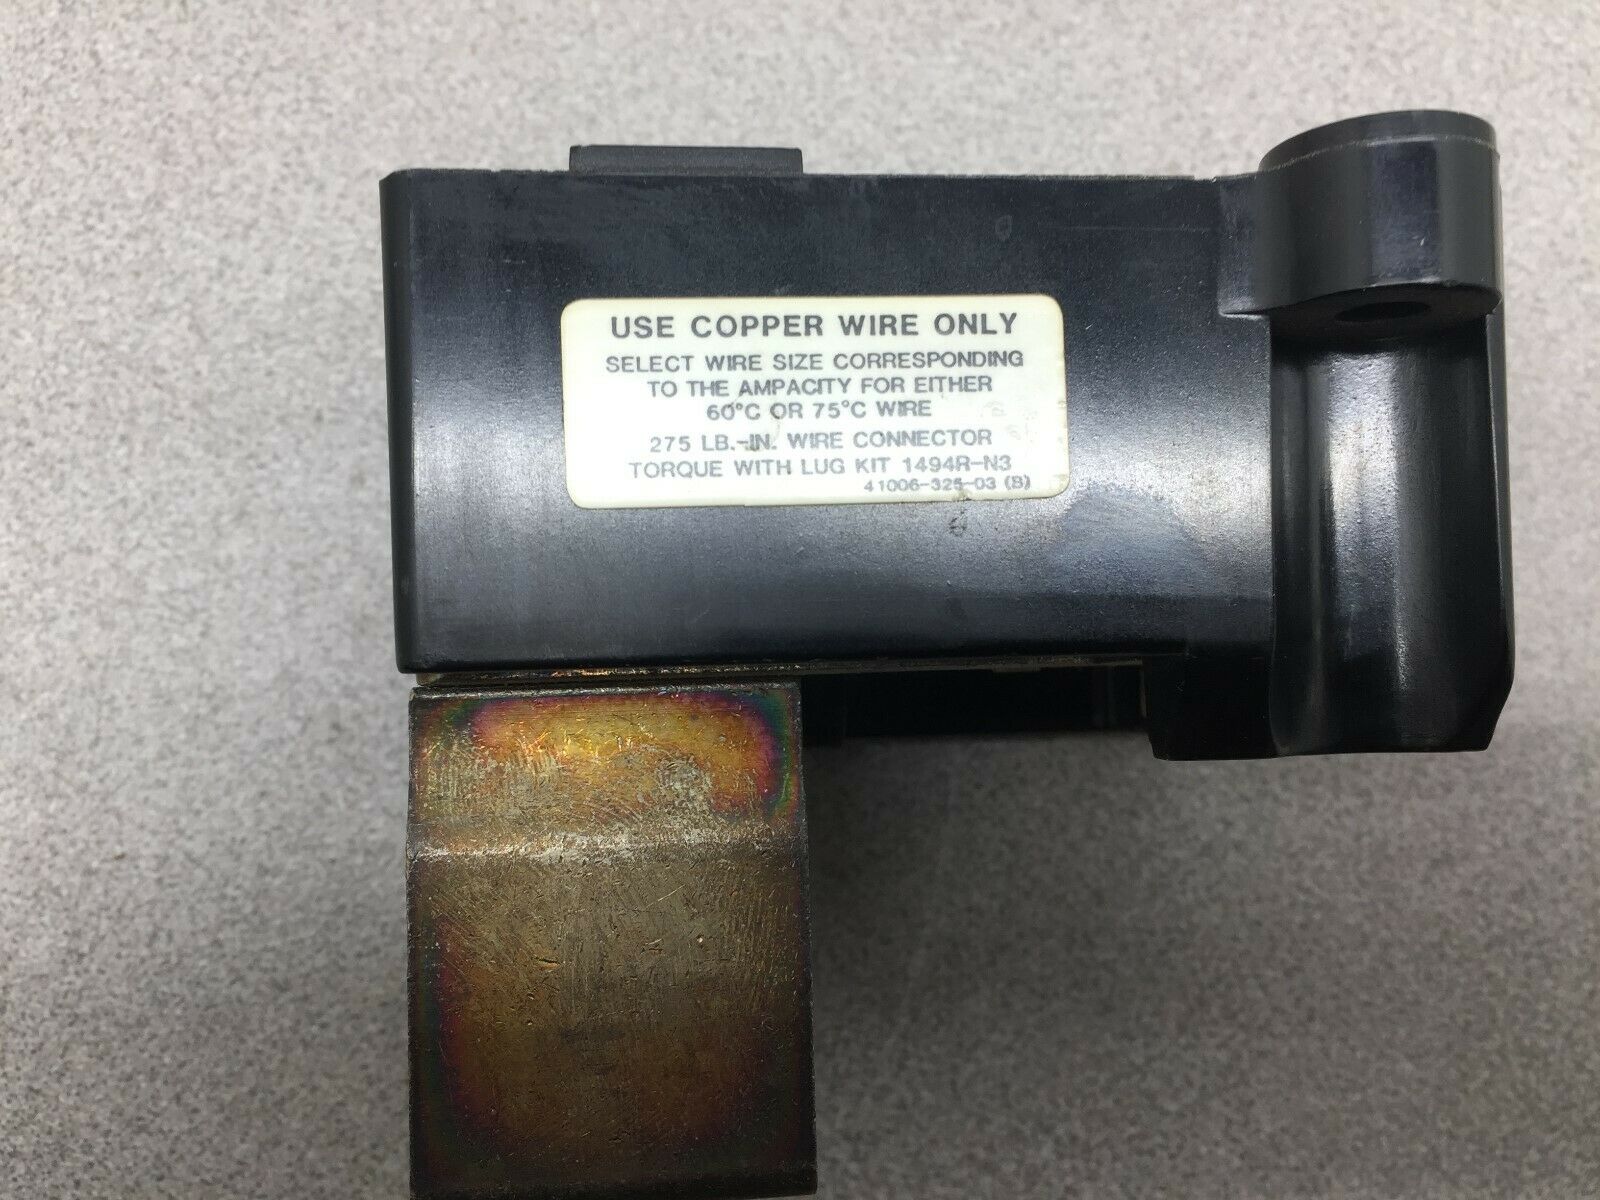 USE COPPER WIRE ONLY
SELECT WIRE SIZE CORRESPONDING
TO THE AMPACITY FOR EITHER
60°C OR 75°C WIRE
275 LB.-IN. WIRE CONNECTOR
TORQUE WITH LUG KIT 1494R-N3
41006-325-03 (B)